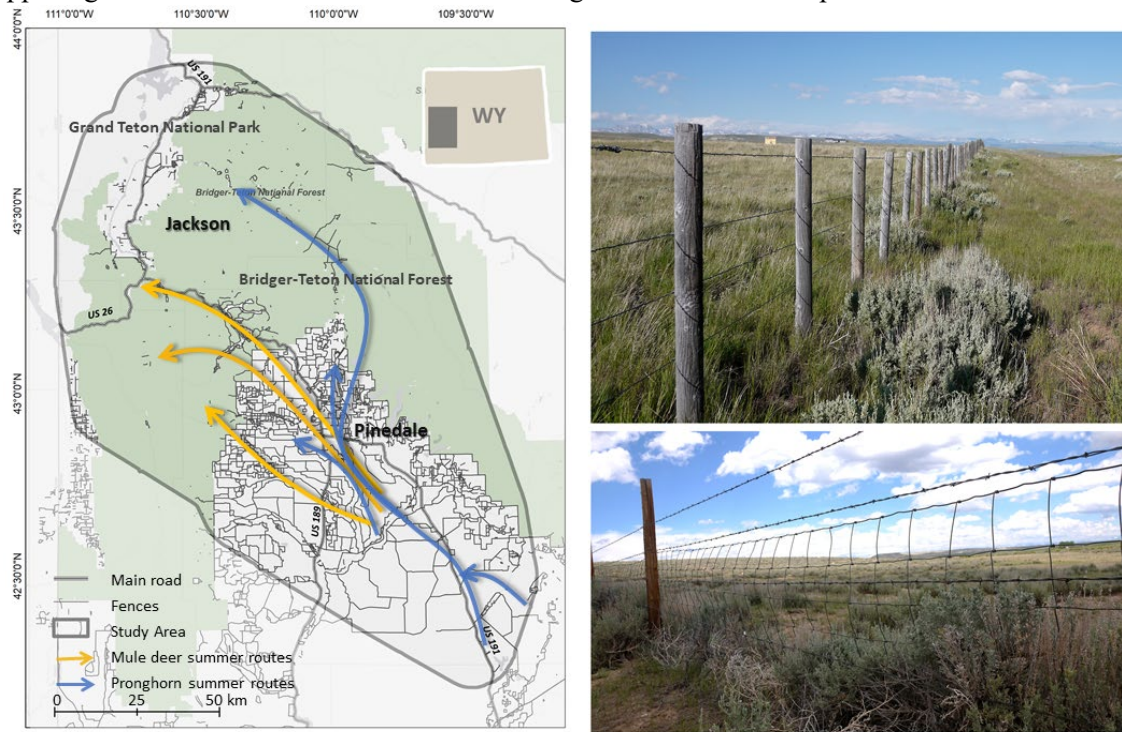 111°0'0"W 110°30'0"W 110°0'0"W 109°30'0"W
44°0'0"N
US 191
WY
Grand Teton National Park
Bridger-Teton National Forest
43°30'0"N
Jackson
Bridger-Teton National Forest
US 26
43°0'0"N
Pinedale
US 189
42°30'0"N
Main road
Fences
Study Area
US 191
Mule deer summer routes
Pronghorn summer routes
0 25 50 km